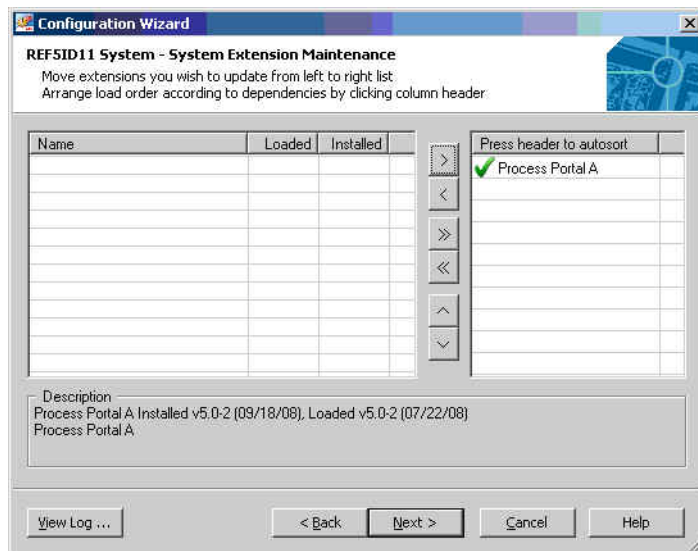 Configuration Wizard
REF5ID11 System - System Extension Maintenance
Move extensions you wish to update from left to right list
Arrange load order according to dependencies by clicking column header
Name Loaded Installed
Press header to autosort
Process Portal A
>
<
>>
<<
Description
Process Portal A Installed v5.0-2 (09/18/08), Loaded v5.0-2 (07/22/08)
Process Portal A
View Log ... < Back Next > Cancel Help